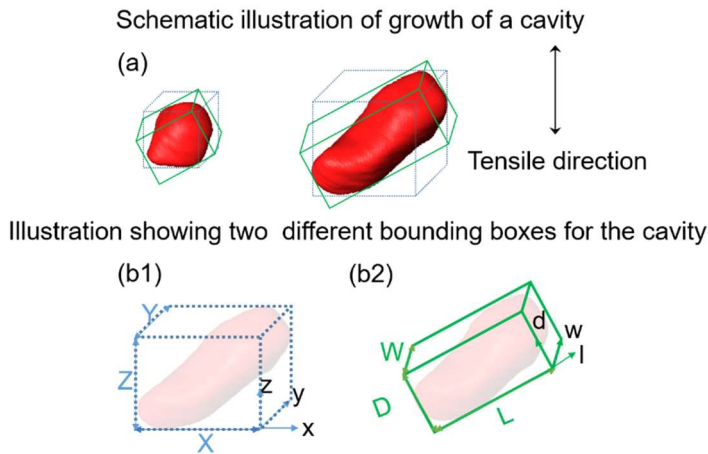 Schematic illustration of growth of a cavity
(a)
Tensile direction
Illustration showing two different bounding boxes for the cavity
(b1)
(b2)
Y
Z
X
z
y
x
W
D
L
d
w
l